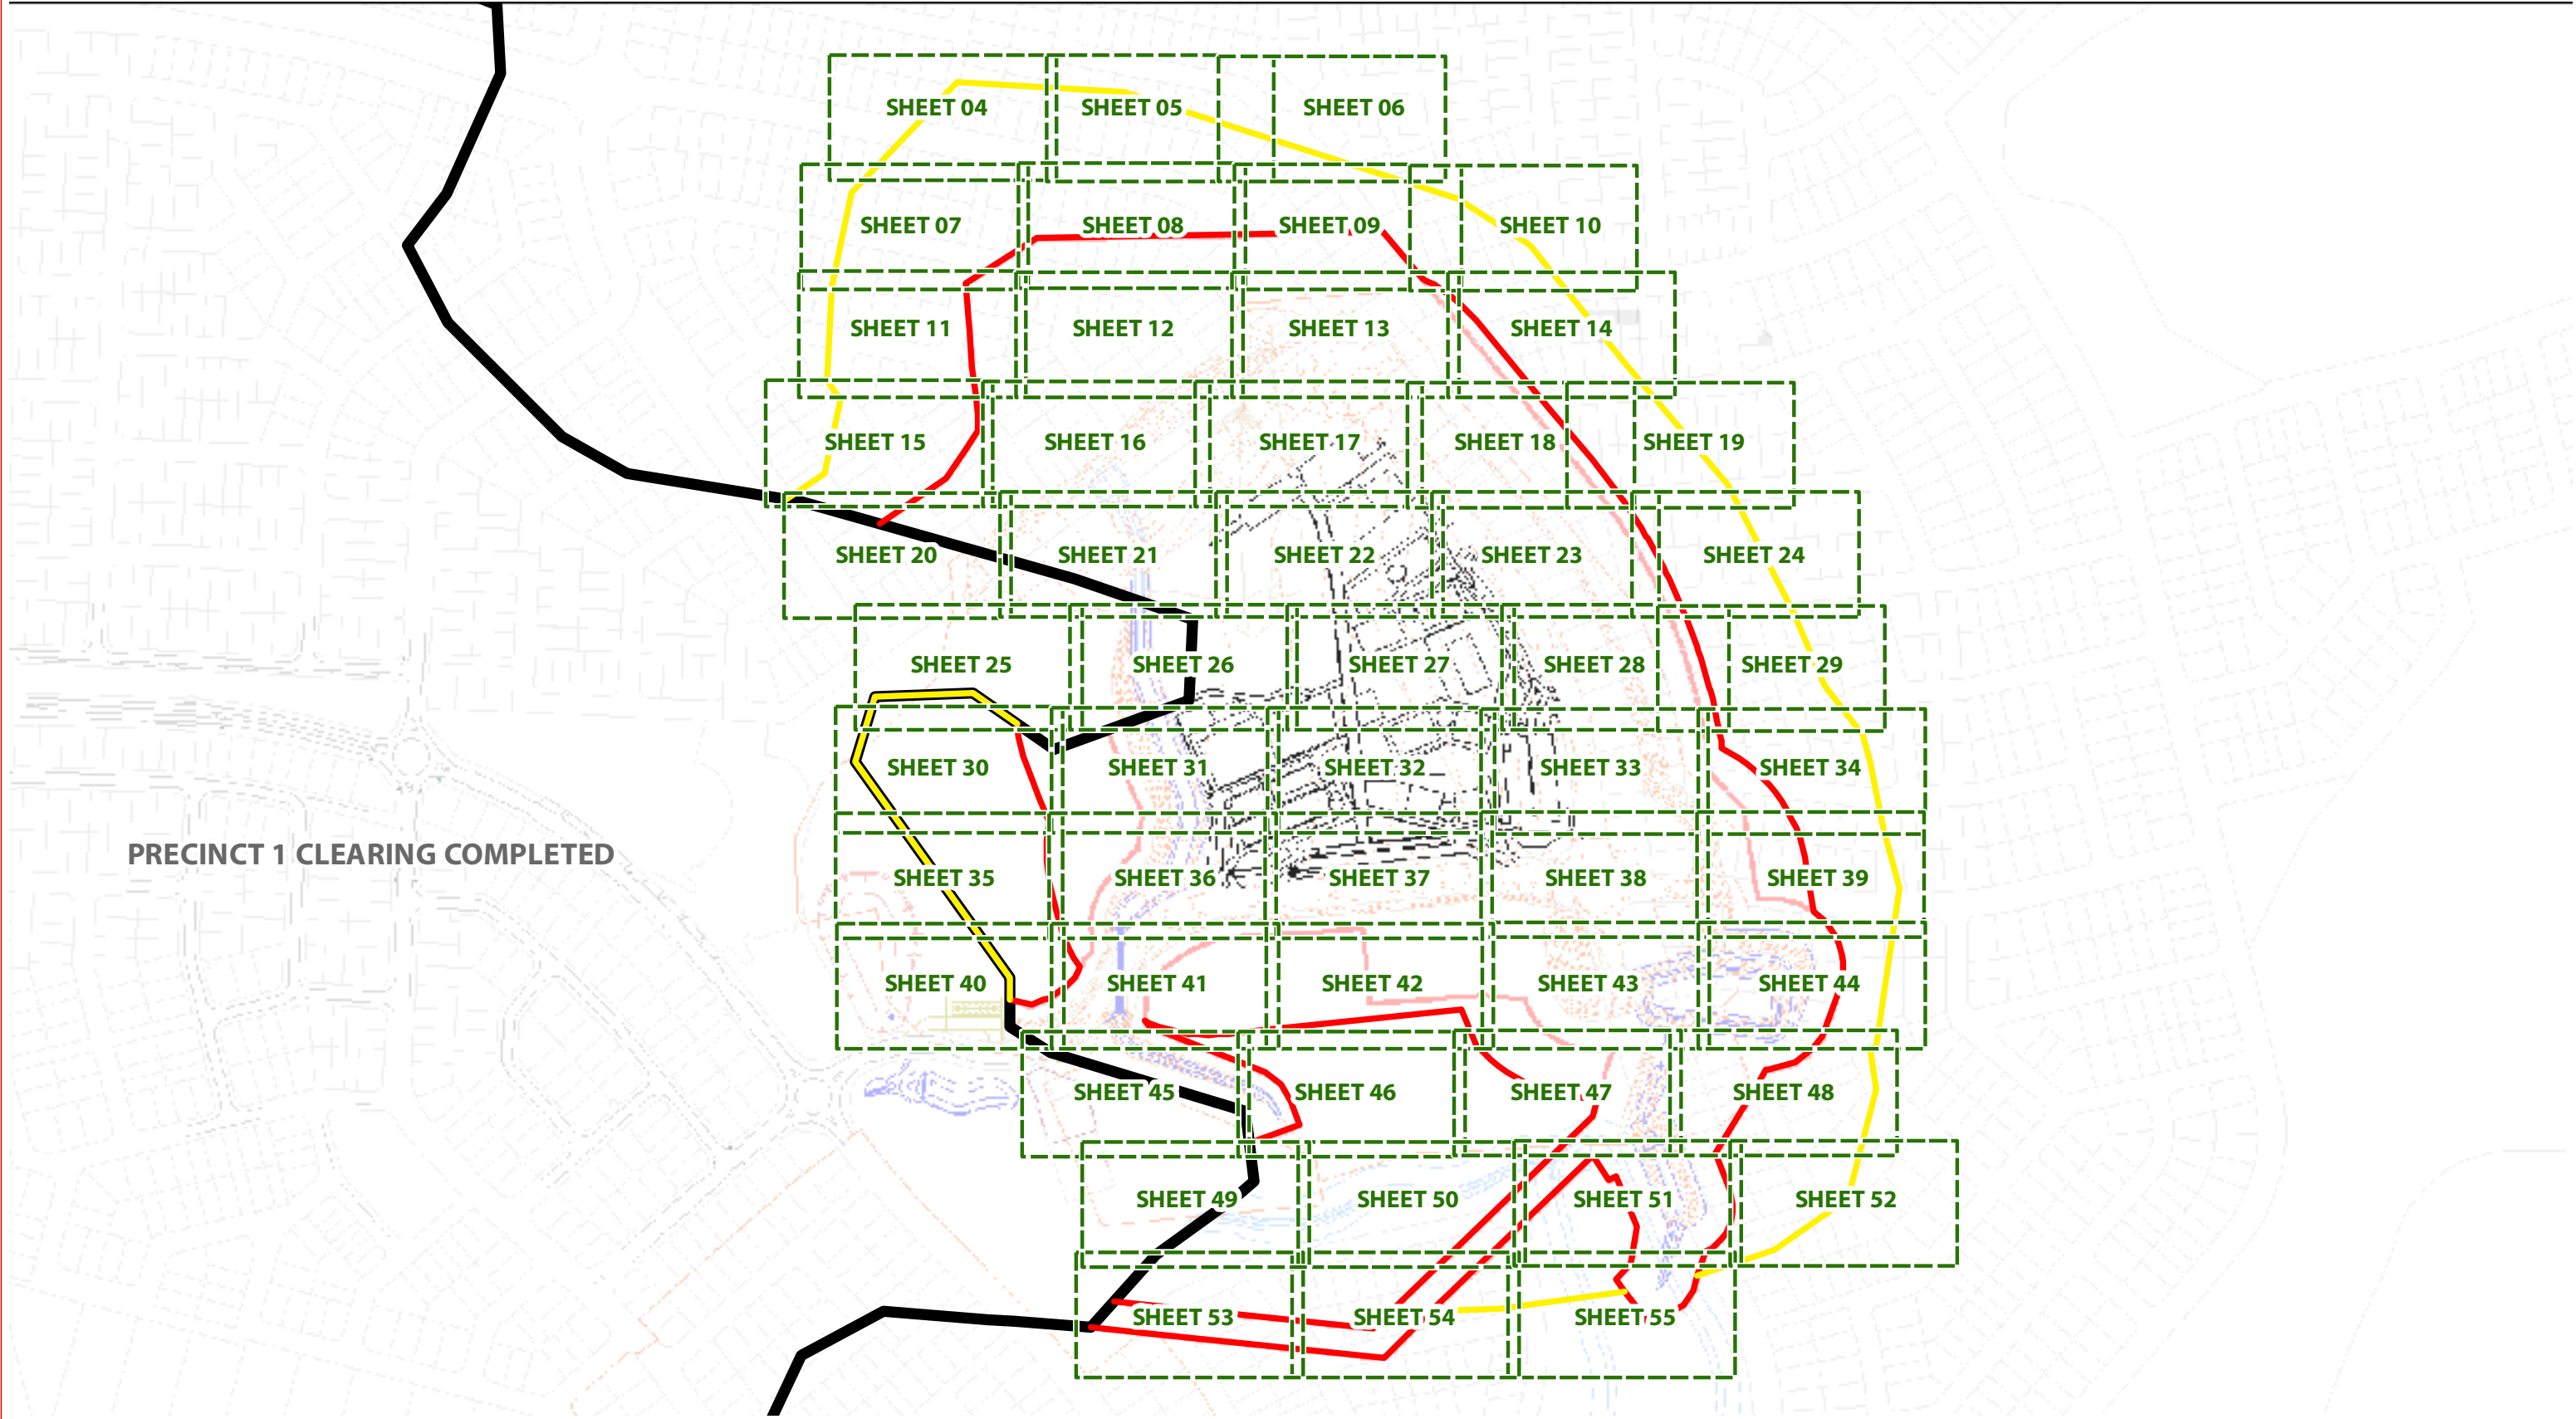 SHEET 04
SHEET 05
SHEET 06
SHEET 07
SHEET 08
SHEET 09
SHEET 10
SHEET 11
SHEET 12
SHEET 13
SHEET 14
SHEET 15
SHEET 16
SHEET 17
SHEET 18
SHEET 19
SHEET 20
SHEET 21
SHEET 22
SHEET 23
SHEET 24
SHEET 25
SHEET 26
SHEET 27
SHEET 28
SHEET 29
SHEET 30
SHEET 31
SHEET 32
SHEET 33
SHEET 34
PRECINCT 1 CLEARING COMPLETED
SHEET 35
SHEET 36
SHEET 37
SHEET 38
SHEET 39
SHEET 40
SHEET 41
SHEET 42
SHEET 43
SHEET 44
SHEET 45
SHEET 46
SHEET 47
SHEET 48
SHEET 49
SHEET 50
SHEET 51
SHEET 52
SHEET 53
SHEET 54
SHEET 55